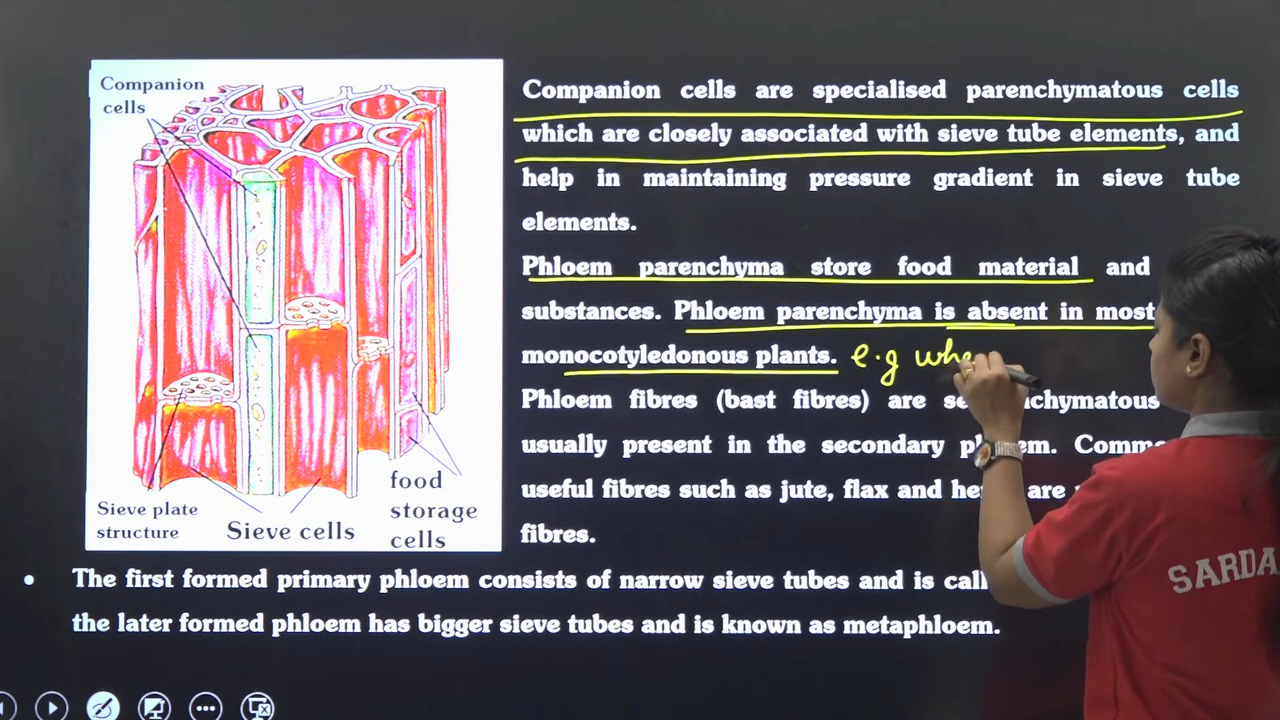 Companion
cells
Sieve plate
structure
Sieve cells
food
storage
cells
Companion cells are specialised parenchymatous cells
which are closely associated with sieve tube elements, and
help in maintaining pressure gradient in sieve tube
elements.
Phloem parenchyma store food material and
substances. Phloem parenchyma is absent in most
monocotyledonous plants. e.g whe
Phloem fibres (bast fibres) are
usually present in the secondary
useful fibres such as jute, flax and are
fibres.
• The first formed primary phloem consists of narrow sieve tubes and is
the later formed phloem has bigger sieve tubes and is known as metaphloem.
SARDA